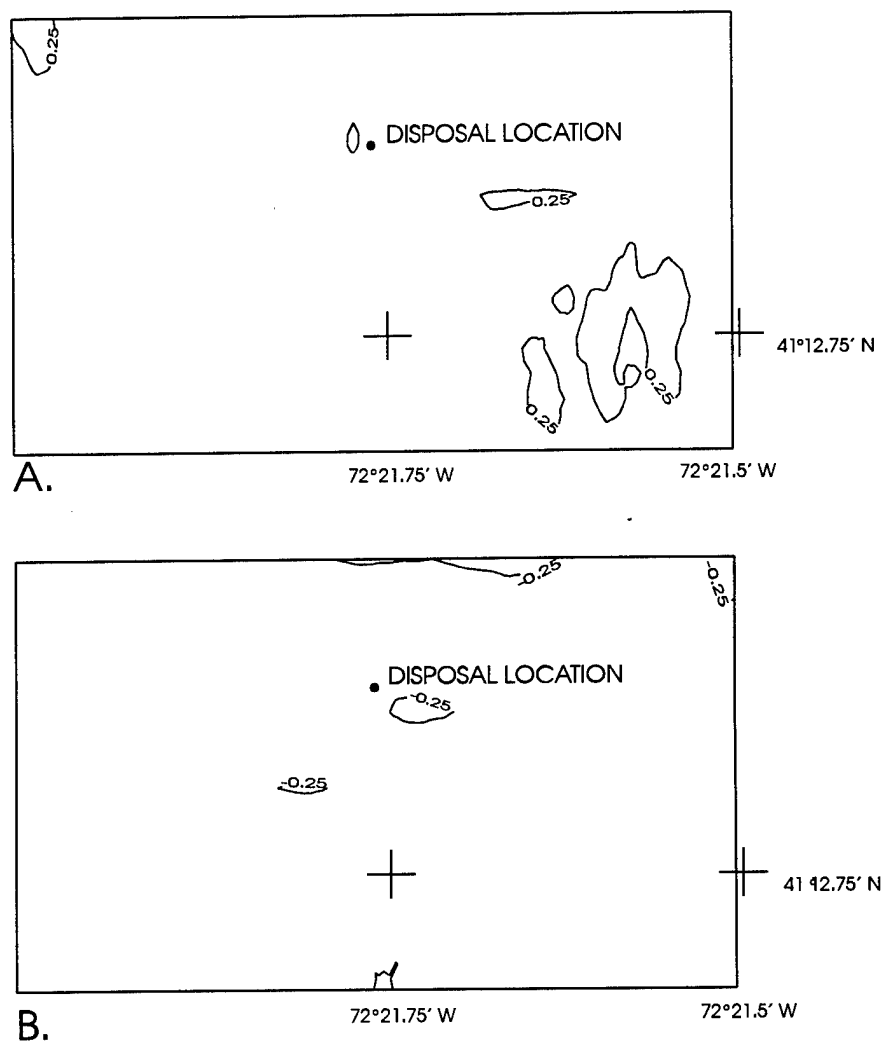 0.25
DISPOSAL LOCATION
0.25
41°12.75' N
0.25
0.25
72°21.75' W
72°21.5' W
A.
-0.25
-0.25
DISPOSAL LOCATION
-0.25
-0.25
41 12.75' N
72°21.75' W
72°21.5' W
B.